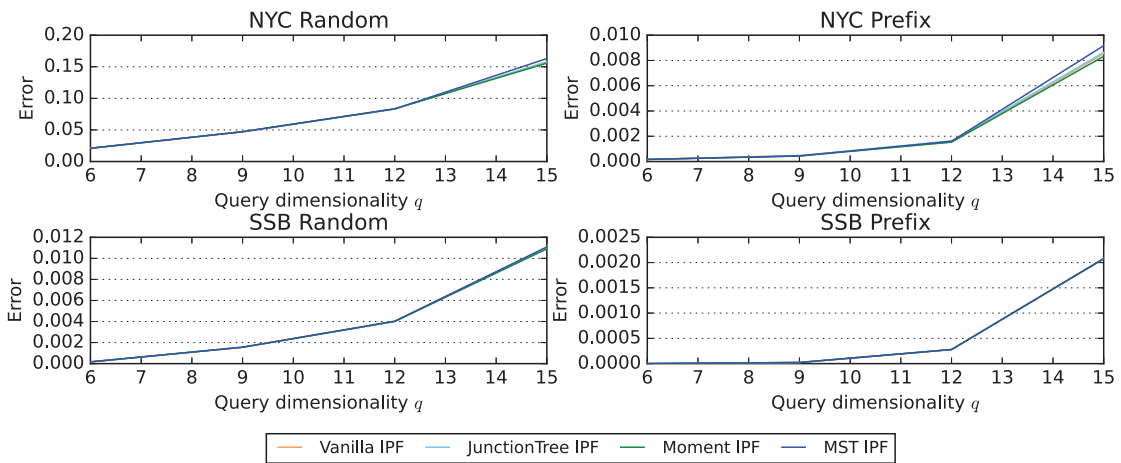 NYC Random
0.20
0.15
0.10
0.05
0.00
Error
6 7 8 9 10 11 12 13 14 15
Query dimensionality q
NYC Prefix
0.010
0.008
0.006
0.004
0.002
0.000
Error
6 7 8 9 10 11 12 13 14 15
Query dimensionality q
SSB Random
0.012
0.010
0.008
0.006
0.004
0.002
0.000
Error
6 7 8 9 10 11 12 13 14 15
Query dimensionality q
SSB Prefix
0.0025
0.0020
0.0015
0.0010
0.0005
0.0000
Error
6 7 8 9 10 11 12 13 14 15
Query dimensionality q
Vanilla IPF JunctionTree IPF Moment IPF MST IPF